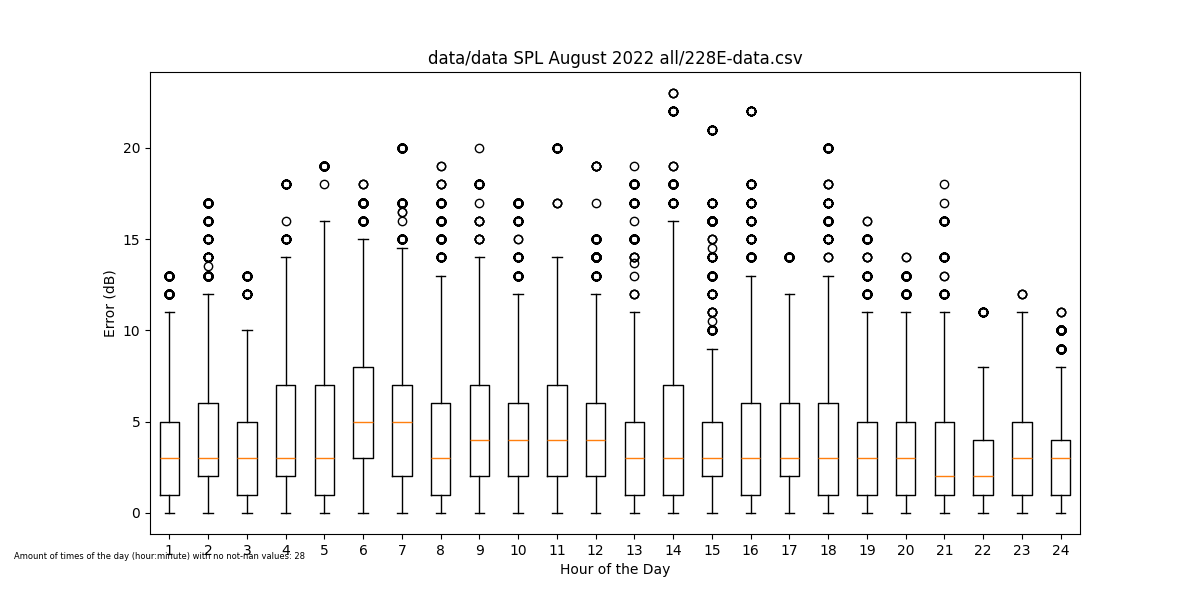 data/data SPL August 2022 all/228E-data.csv
Error (dB)
20
15
10
5
0
1 2 3 4 5 6 7 8 9 10 11 12 13 14 15 16 17 18 19 20 21 22 23 24
Amount of times of the day (hour:minute) with no not-nan values: 28
Hour of the Day